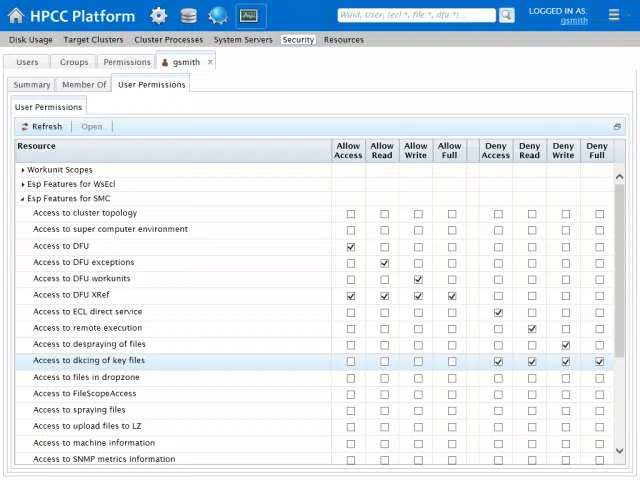 HPCC Platform
Wuid, User, (ecl:*, file:*, dfu:*,...
LOGGED IN AS:
gsmith
Disk Usage Target Clusters Cluster Processes System Servers Security Resources
Users Groups Permissions gsmith x
Summary Member Of User Permissions
User Permissions
Refresh Open
Resource Allow Access Allow Read Allow Write Allow Full Deny Access Deny Read Deny Write Deny Full
Workunit Scopes
Esp Features for WsEcl
Esp Features for SMC
Access to cluster topology
Access to super computer environment
Access to DFU
Access to DFU exceptions
Access to DFU workunits
Access to DFU XRef
Access to ECL direct service
Access to remote execution
Access to despraying of files
Access to dkcing of key files
Access to files in dropzone
Access to FileScopeAccess
Access to spraying files
Access to upload files to LZ
Access to machine information
Access to SNMP metrics information